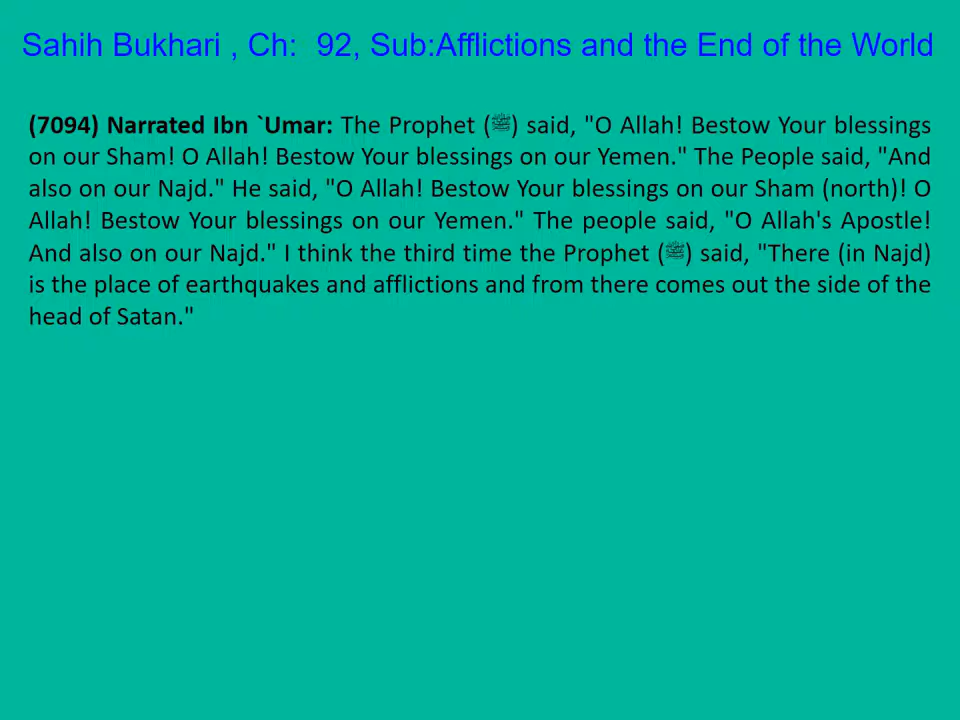 Sahih Bukhari , Ch:  92, Sub:Afflictions and the End of the World
(7094) Narrated Ibn `Umar: The Prophet (ﷺ) said, "O Allah! Bestow Your blessings
on our Sham! O Allah! Bestow Your blessings on our Yemen." The People said, "And
also on our Najd." He said, "O Allah! Bestow Your blessings on our Sham (north)! O
Allah! Bestow Your blessings on our Yemen." The people said, "O Allah's Apostle!
And also on our Najd." I think the third time the Prophet (ﷺ) said, "There (in Najd)
is the place of earthquakes and afflictions and from there comes out the side of the
head of Satan."